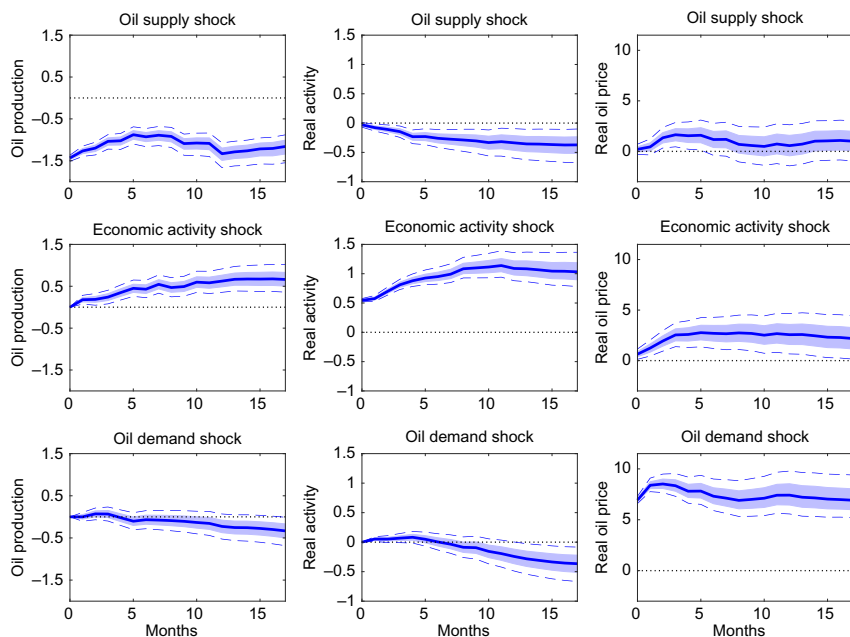 Oil supply shock
Oil supply shock
Oil supply shock
Oil production
1.5
0.5
−0.5
−1.5
0 5 10 15
Real activity
1.5
1
0.5
0
−0.5
−1
0 5 10 15
Real oil price
10
5
0
0 5 10 15
Economic activity shock
Economic activity shock
Economic activity shock
Oil production
1.5
0.5
−0.5
−1.5
0 5 10 15
Real activity
1.5
1
0.5
0
−0.5
−1
0 5 10 15
Real oil price
10
5
0
0 5 10 15
Oil demand shock
Oil demand shock
Oil demand shock
Oil production
1.5
0.5
−0.5
−1.5
0 5 10 15
Months
Real activity
1.5
1
0.5
0
−0.5
−1
0 5 10 15
Months
Real oil price
10
5
0
0 5 10 15
Months